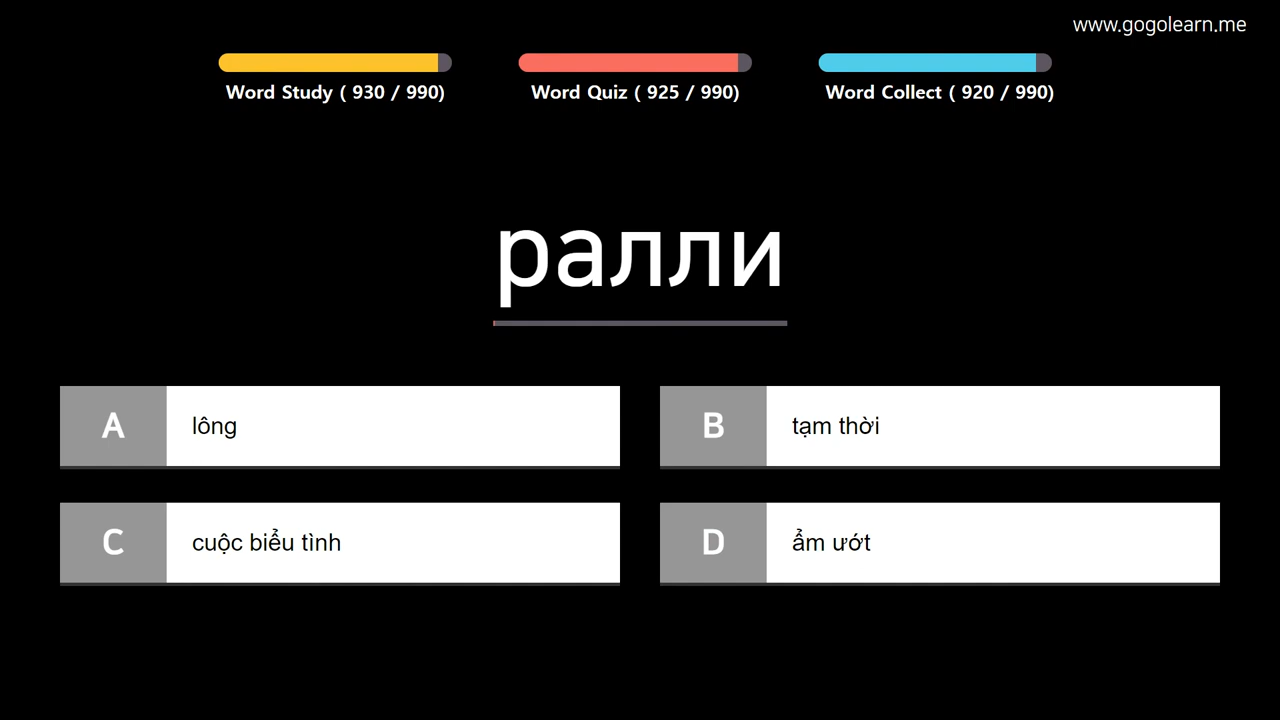 www.gogolearn.me
Word Study ( 930 / 990)
Word Quiz ( 925 / 990)
Word Collect ( 920 / 990)
ралли
A lông
B tạm thời
C cuộc biểu tình
D ẩm ướt